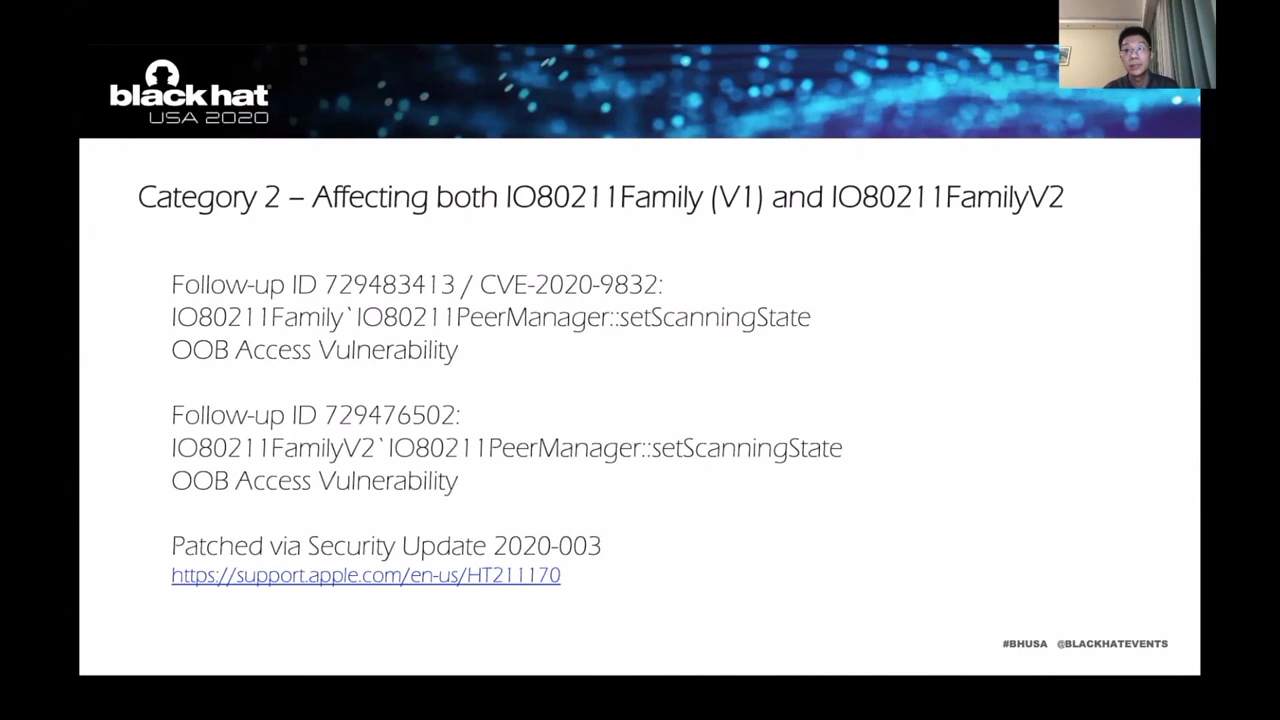 black hat
USA 2020
Category 2 – Affecting both IO80211Family (V1) and IO80211FamilyV2
Follow-up ID 729483413 / CVE-2020-9832:
IO80211Family`IO80211PeerManager::setScanningState
OOB Access Vulnerability
Follow-up ID 729476502:
IO80211FamilyV2`IO80211PeerManager::setScanningState
OOB Access Vulnerability
Patched via Security Update 2020-003
https://support.apple.com/en-us/HT211170
#BHUSA @BLACKHATEVENTS